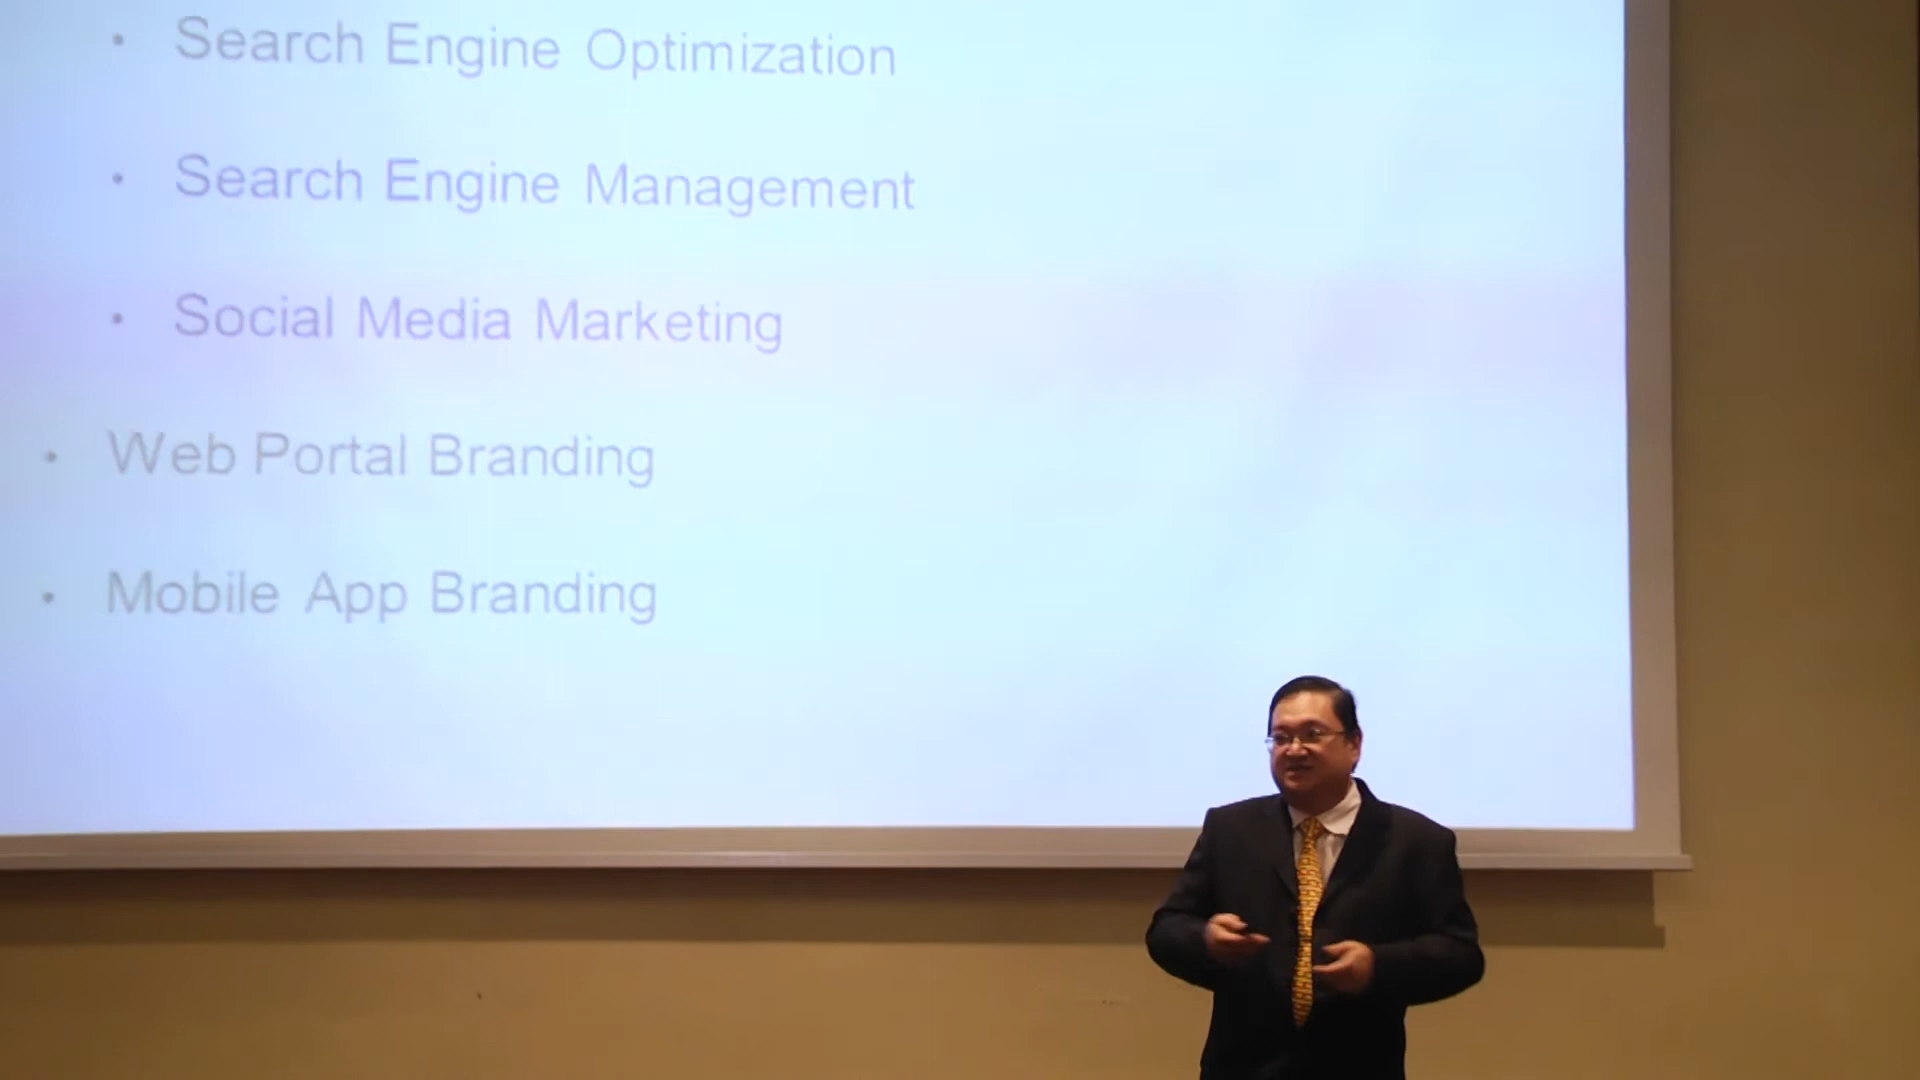 • Search Engine Optimization
• Search Engine Management
• Social Media Marketing
• Web Portal Branding
• Mobile App Branding